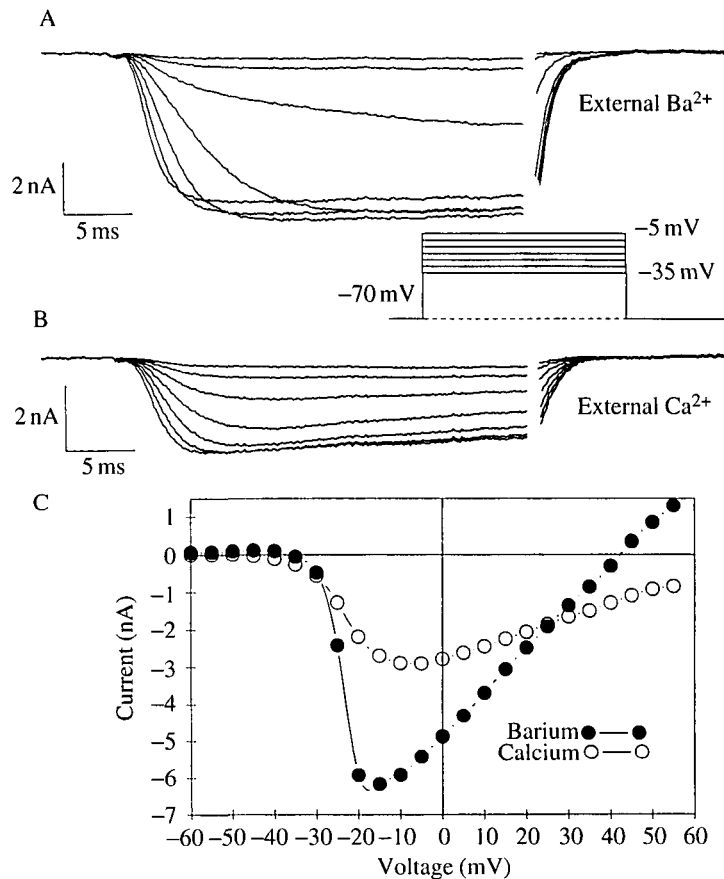 A
External Ba²⁺
2 nA
5 ms
−5 mV
−35 mV
−70 mV
B
External Ca²⁺
2 nA
5 ms
C
1
0
−1
−2
−3
−4
−5
−6
−7
Current (nA)
Barium
Calcium
−60 −50 −40 −30 −20 −10 0 10 20 30 40 50 60
Voltage (mV)